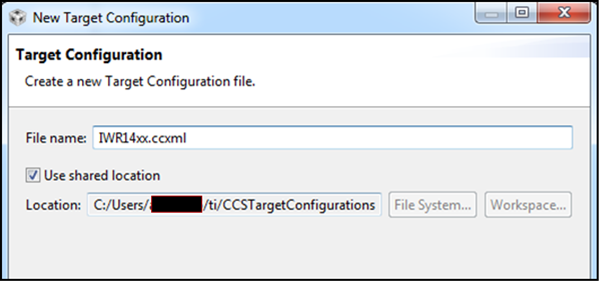 New Target Configuration
Target Configuration
Create a new Target Configuration file.
File name: IWR14xx.ccxml
Use shared location
Location: C:/Users/ /ti/CCSTargetConfigurations File System... Workspace...